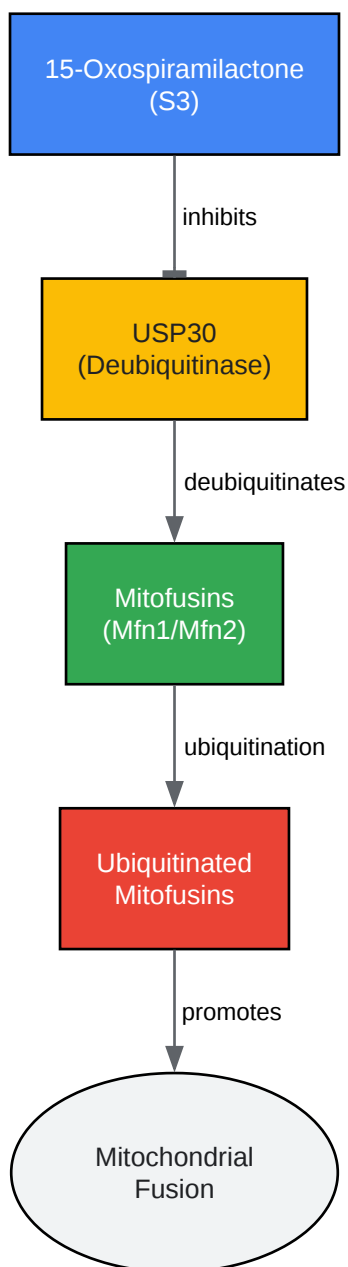 15-Oxospiramilactone
(S3)
inhibits
USP30
(Deubiquitinase)
deubiquitinates
Mitofusins
(Mfn1/Mfn2)
ubiquitination
Ubiquitinated
Mitofusins
promotes
Mitochondrial
Fusion